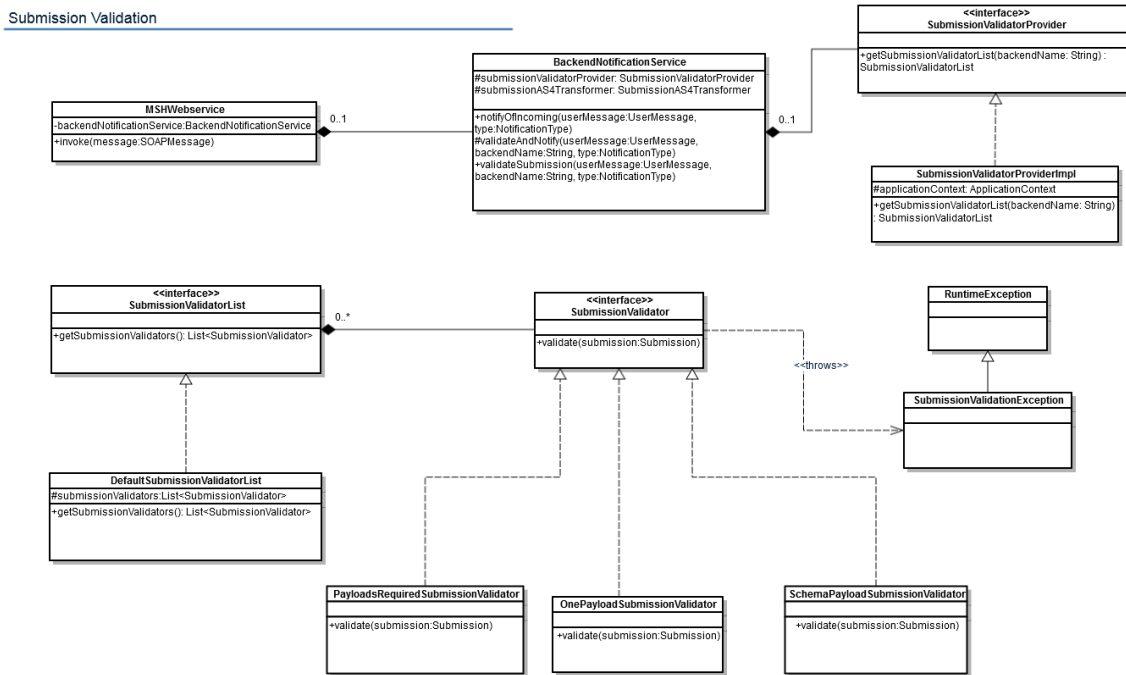 Submission Validation
<<interface>>
SubmissionValidatorProvider
+getSubmissionValidatorList(backendName: String) :
SubmissionValidatorList
BackendNotificationService
#submissionValidatorProvider: SubmissionValidatorProvider
#submissionAS4Transformer: SubmissionAS4Transformer
+notifyOfIncoming(userMessage:UserMessage,
type:NotificationType)
#validateAndNotify(userMessage:UserMessage,
backendName:String, type:NotificationType)
+validateSubmission(userMessage:UserMessage,
backendName:String, type:NotificationType)
MSHWebservice
-backendNotificationService:BackendNotificationService
+invoke(message:SOAPMessage)
0..1
0..1
SubmissionValidatorProviderImpl
#applicationContext: ApplicationContext
+getSubmissionValidatorList(backendName: String)
: SubmissionValidatorList
<<interface>>
SubmissionValidatorList
+getSubmissionValidators(): List<SubmissionValidator>
0..*
<<interface>>
SubmissionValidator
+validate(submission:Submission)
RuntimeException
<<throws>>
SubmissionValidationException
DefaultSubmissionValidatorList
#submissionValidators:List<SubmissionValidator>
+getSubmissionValidators(): List<SubmissionValidator>
PayloadsRequiredSubmissionValidator
+validate(submission:Submission)
OnePayloadSubmissionValidator
+validate(submission:Submission)
SchemaPayloadSubmissionValidator
+validate(submission:Submission)